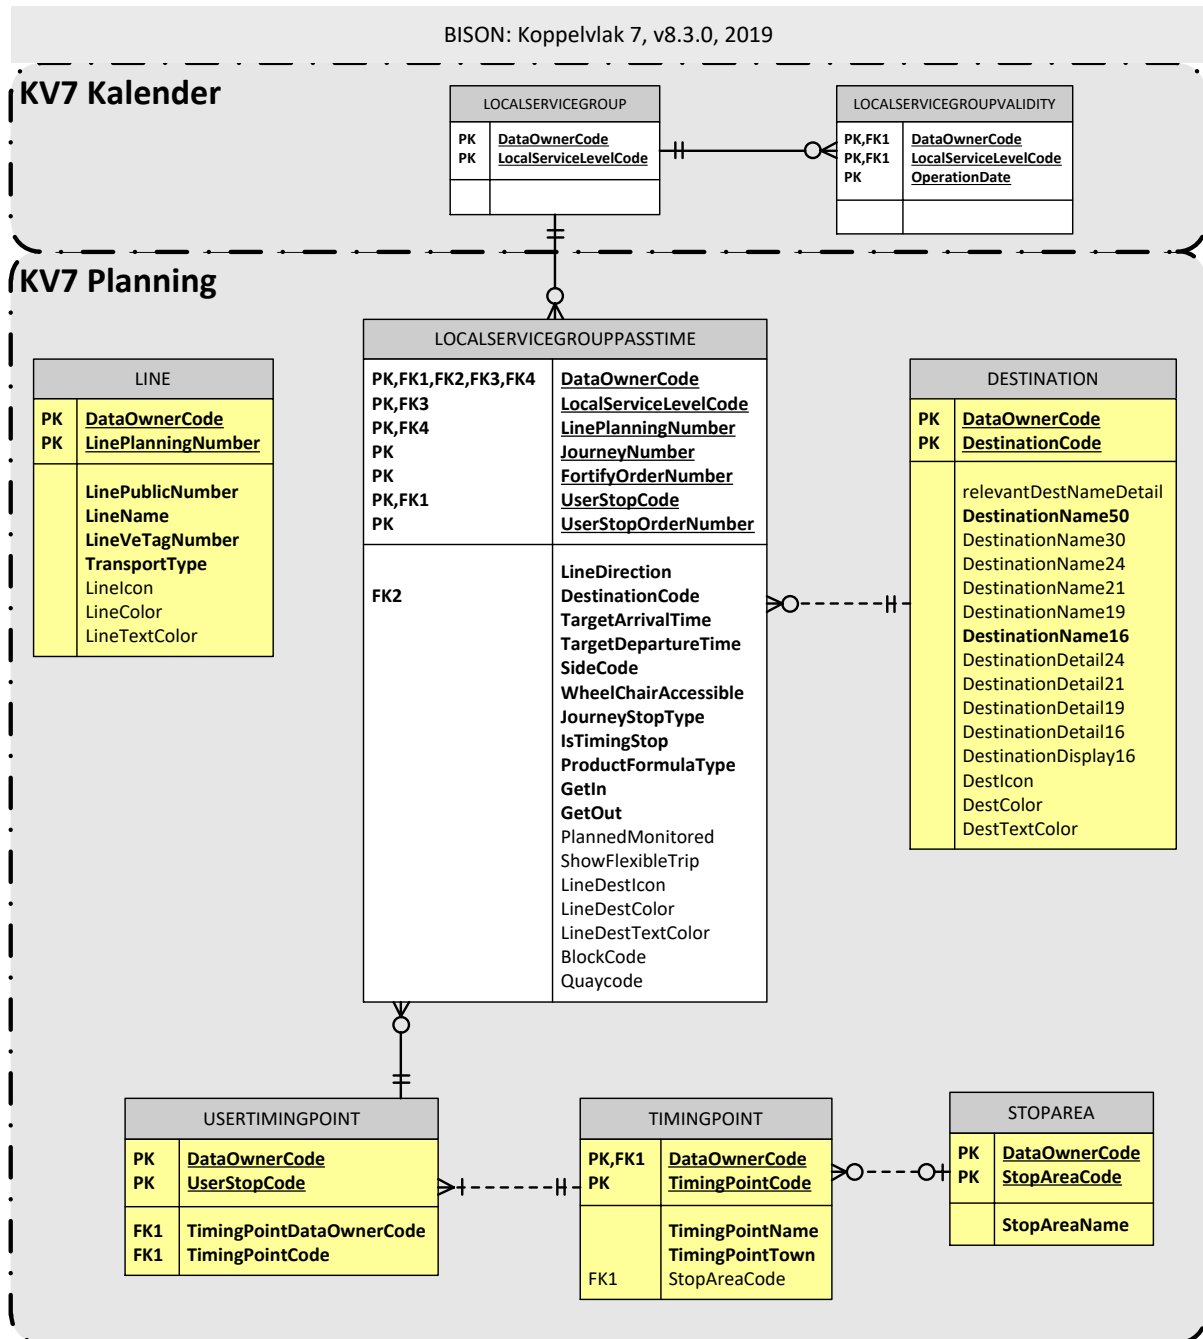 BISON: Koppelvlak 7, v8.3.0, 2019
KV7 Kalender
LOCALSERVICEGROUP
PK DataOwnerCode
PK LocalServiceLevelCode
LOCALSERVICEGROUPVALIDITY
PK,FK1 DataOwnerCode
PK,FK1 LocalServiceLevelCode
PK OperationDate
KV7 Planning
LINE
PK DataOwnerCode
PK LinePlanningNumber
LinePublicNumber
LineName
LineVeTagNumber
TransportType
LineIcon
LineColor
LineTextColor
LOCALSERVICEGROUPPASSTIME
PK,FK1,FK2,FK3,FK4 DataOwnerCode
PK,FK3 LocalServiceLevelCode
PK,FK4 LinePlanningNumber
PK JourneyNumber
PK FortifyOrderNumber
PK,FK1 UserStopCode
PK UserStopOrderNumber
LineDirection
FK2 DestinationCode
TargetArrivalTime
TargetDepartureTime
SideCode
WheelChairAccessible
JourneyStopType
IsTimingStop
ProductFormulaType
GetIn
GetOut
PlannedMonitored
ShowFlexibleTrip
LineDestIcon
LineDestColor
LineDestTextColor
BlockCode
Quaycode
DESTINATION
PK DataOwnerCode
PK DestinationCode
relevantDestNameDetail
DestinationName50
DestinationName30
DestinationName24
DestinationName21
DestinationName19
DestinationName16
DestinationDetail24
DestinationDetail21
DestinationDetail19
DestinationDetail16
DestinationDisplay16
DestIcon
DestColor
DestTextColor
USERTIMINGPOINT
PK DataOwnerCode
PK UserStopCode
FK1 TimingPointDataOwnerCode
FK1 TimingPointCode
TIMINGPOINT
PK,FK1 DataOwnerCode
PK TimingPointCode
TimingPointName
TimingPointTown
FK1 StopAreaCode
STOPAREA
PK DataOwnerCode
PK StopAreaCode
StopAreaName